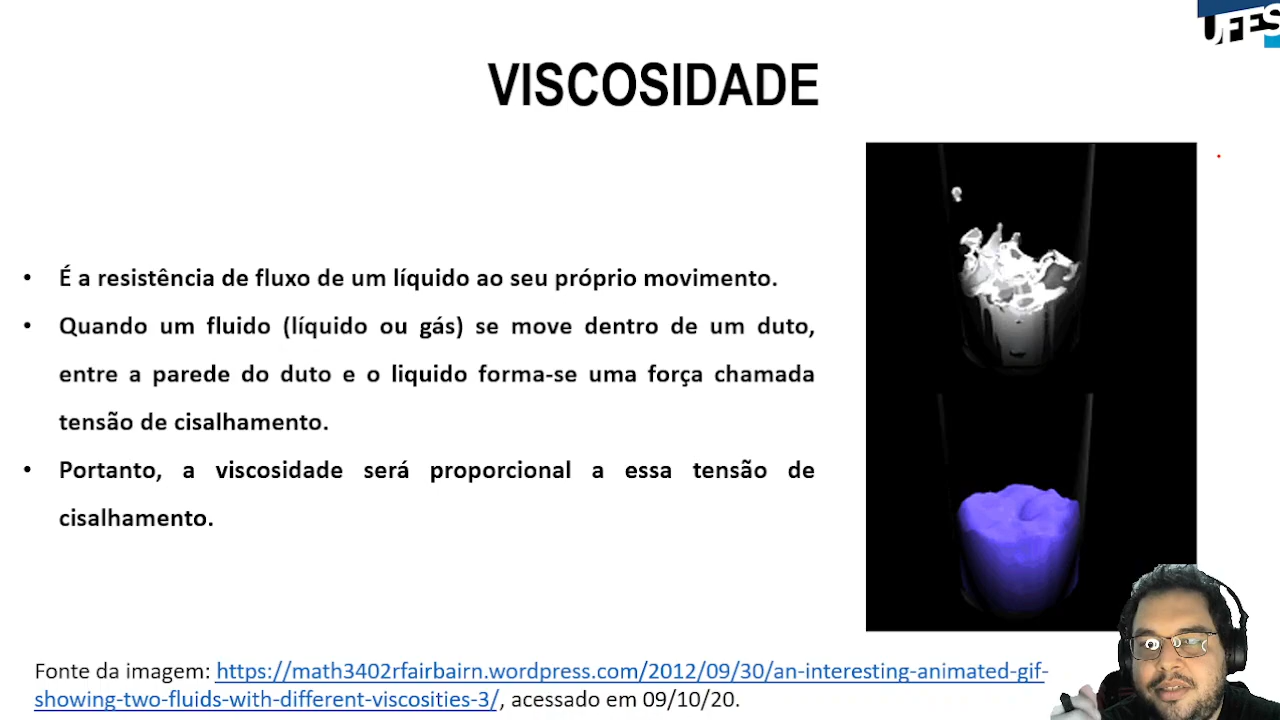 UFES
VISCOSIDADE
• É a resistência de fluxo de um líquido ao seu próprio movimento.
• Quando um fluido (líquido ou gás) se move dentro de um duto,
entre a parede do duto e o liquido forma-se uma força chamada
tensão de cisalhamento.
• Portanto, a viscosidade será proporcional a essa tensão de
cisalhamento.
Fonte da imagem: https://math3402rfairbairn.wordpress.com/2012/09/30/an-interesting-animated-gif-
showing-two-fluids-with-different-viscosities-3/, acessado em 09/10/20.